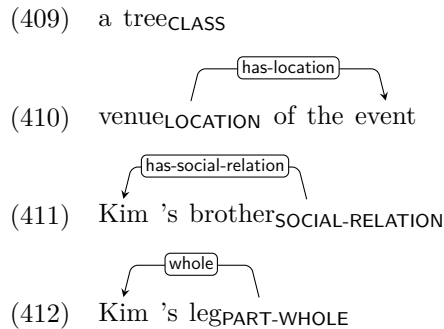 (409) a treeCLASS
has-location
(410) venueLOCATION of the event
has-social-relation
(411) Kim 's brotherSOCIAL-RELATION
whole
(412) Kim 's legPART-WHOLE